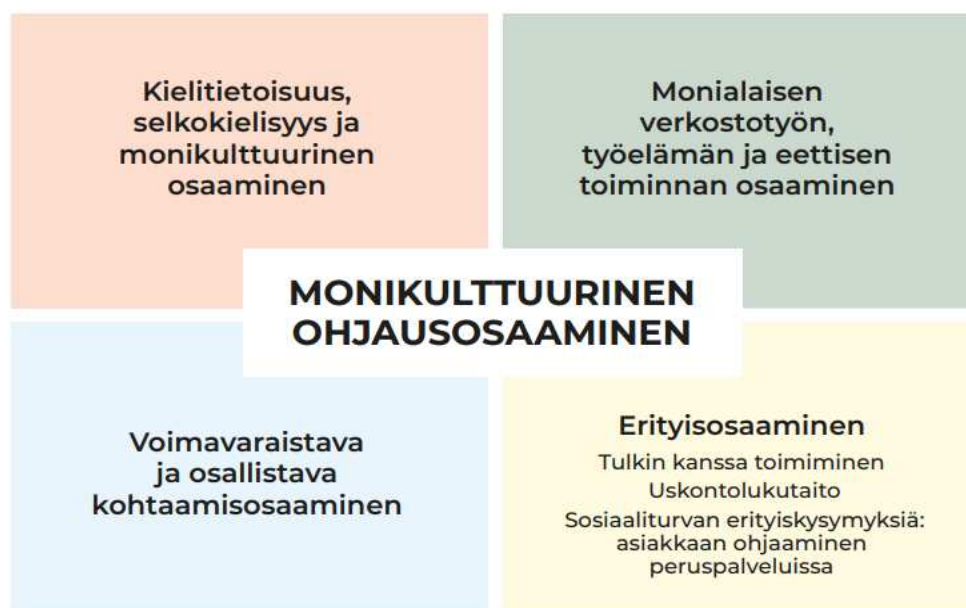 Kielitietoisuus,
selkokielisyys ja
monikulttuurinen
osaaminen
Monialaisen
verkostotyön,
työelämän ja eettisen
toiminnan osaaminen
MONIKULTTUURINEN
OHJAUSOSAAMINEN
Voimavaraistava
ja osallistava
kohtaamisosaaminen
Erityisosaaminen
Tulkin kanssa toimiminen
Uskontolukutaito
Sosiaaliturvan erityiskysymyksiä:
asiakkaan ohjaaminen
peruspalveluissa